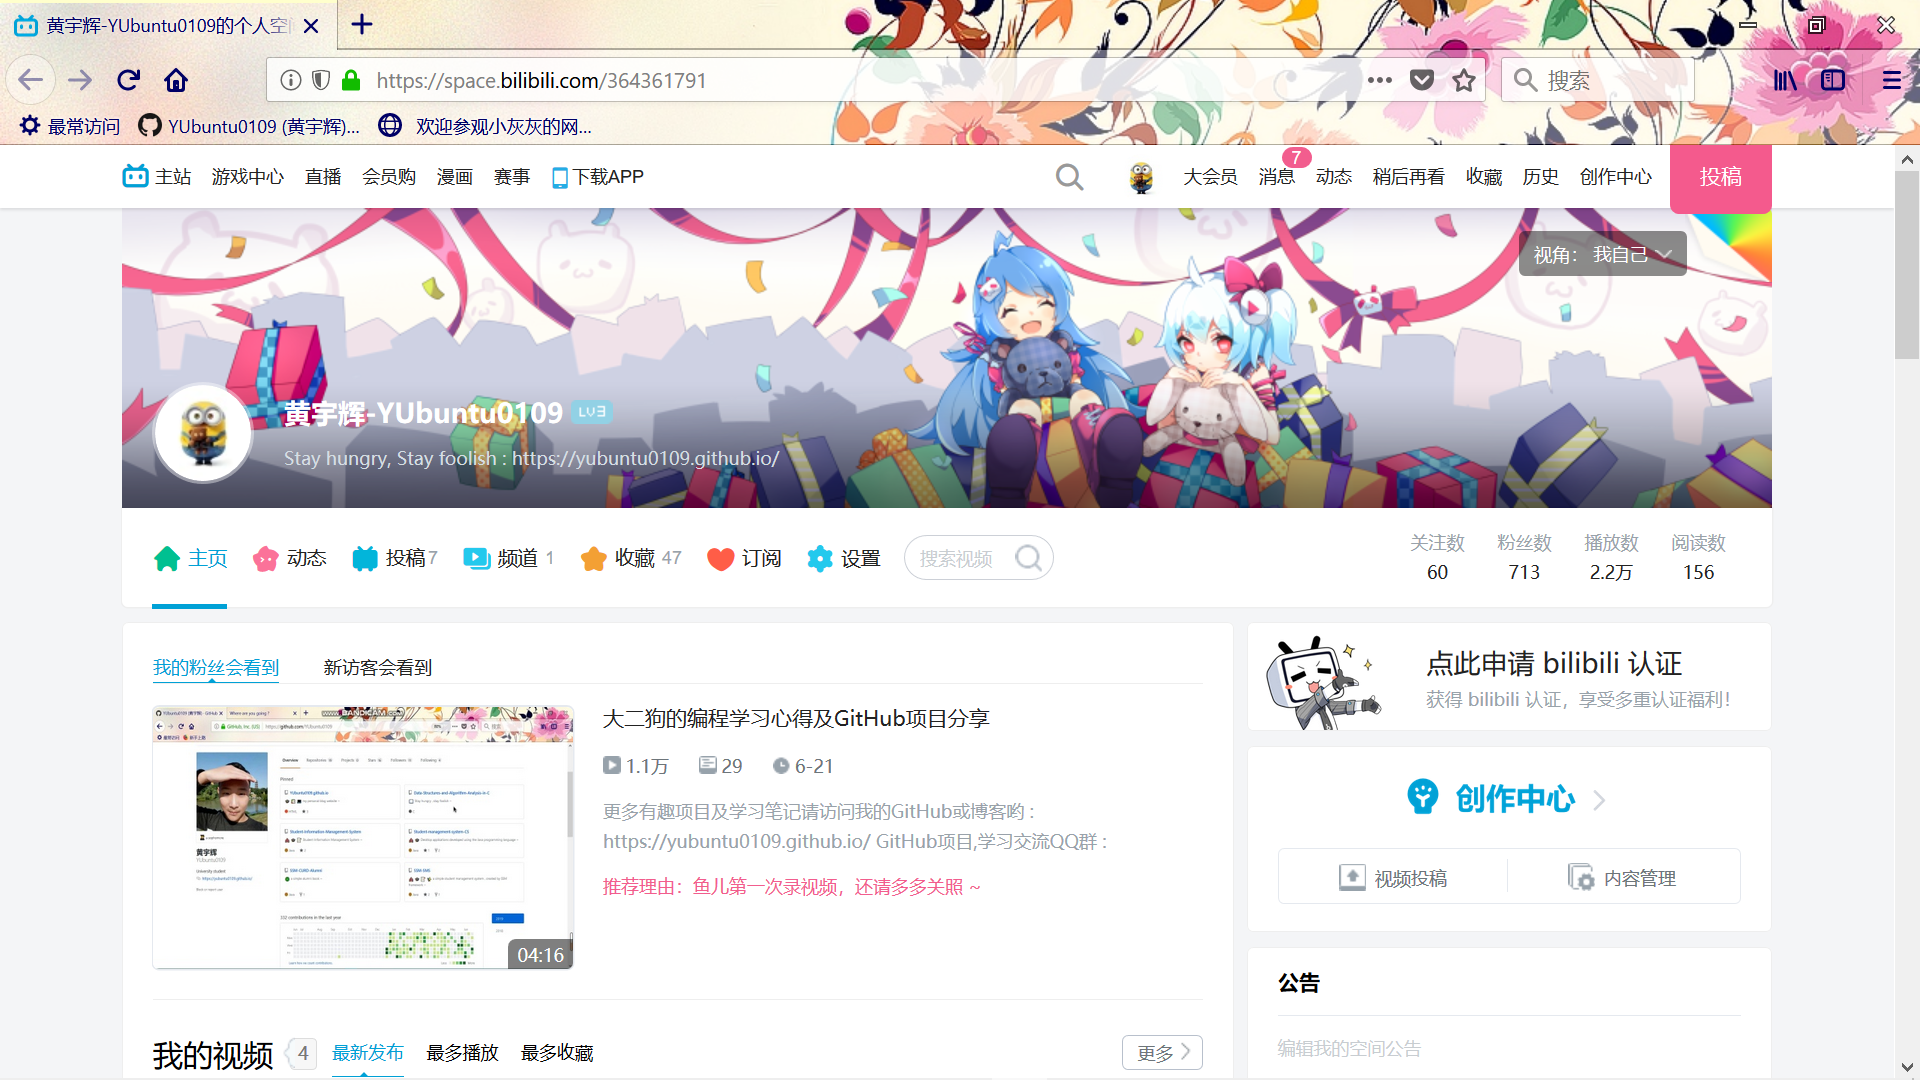 黄宇辉-YUbuntu0109的个人空
https://space.bilibili.com/364361791
搜索
最常访问
YUbuntu0109 (黄宇辉)...
欢迎参观小灰灰的网...
主站 游戏中心 直播 会员购 漫画 赛事 下载APP
大会员 消息 7 动态 稍后再看 收藏 历史 创作中心 投稿
视角： 我自己
黄宇辉-YUbuntu0109 LV3
Stay hungry, Stay foolish : https://yubuntu0109.github.io/
主页 动态 投稿 7 频道 1 收藏 47 订阅 设置 搜索视频
关注数 粉丝数 播放数 阅读数
60 713 2.2万 156
我的粉丝会看到 新访客会看到
大二狗的编程学习心得及GitHub项目分享
1.1万 29 6-21
更多有趣项目及学习笔记请访问我的GitHub或博客哟 :
https://yubuntu0109.github.io/ GitHub项目,学习交流QQ群 :
推荐理由：鱼儿第一次录视频，还请多多关照 ~
黄宇辉
YUbuntu0109
04:16
我的视频 4 最新发布 最多播放 最多收藏 更多
点此申请 bilibili 认证
获得 bilibili 认证，享受多重认证福利！
创作中心
视频投稿 内容管理
公告
编辑我的空间公告